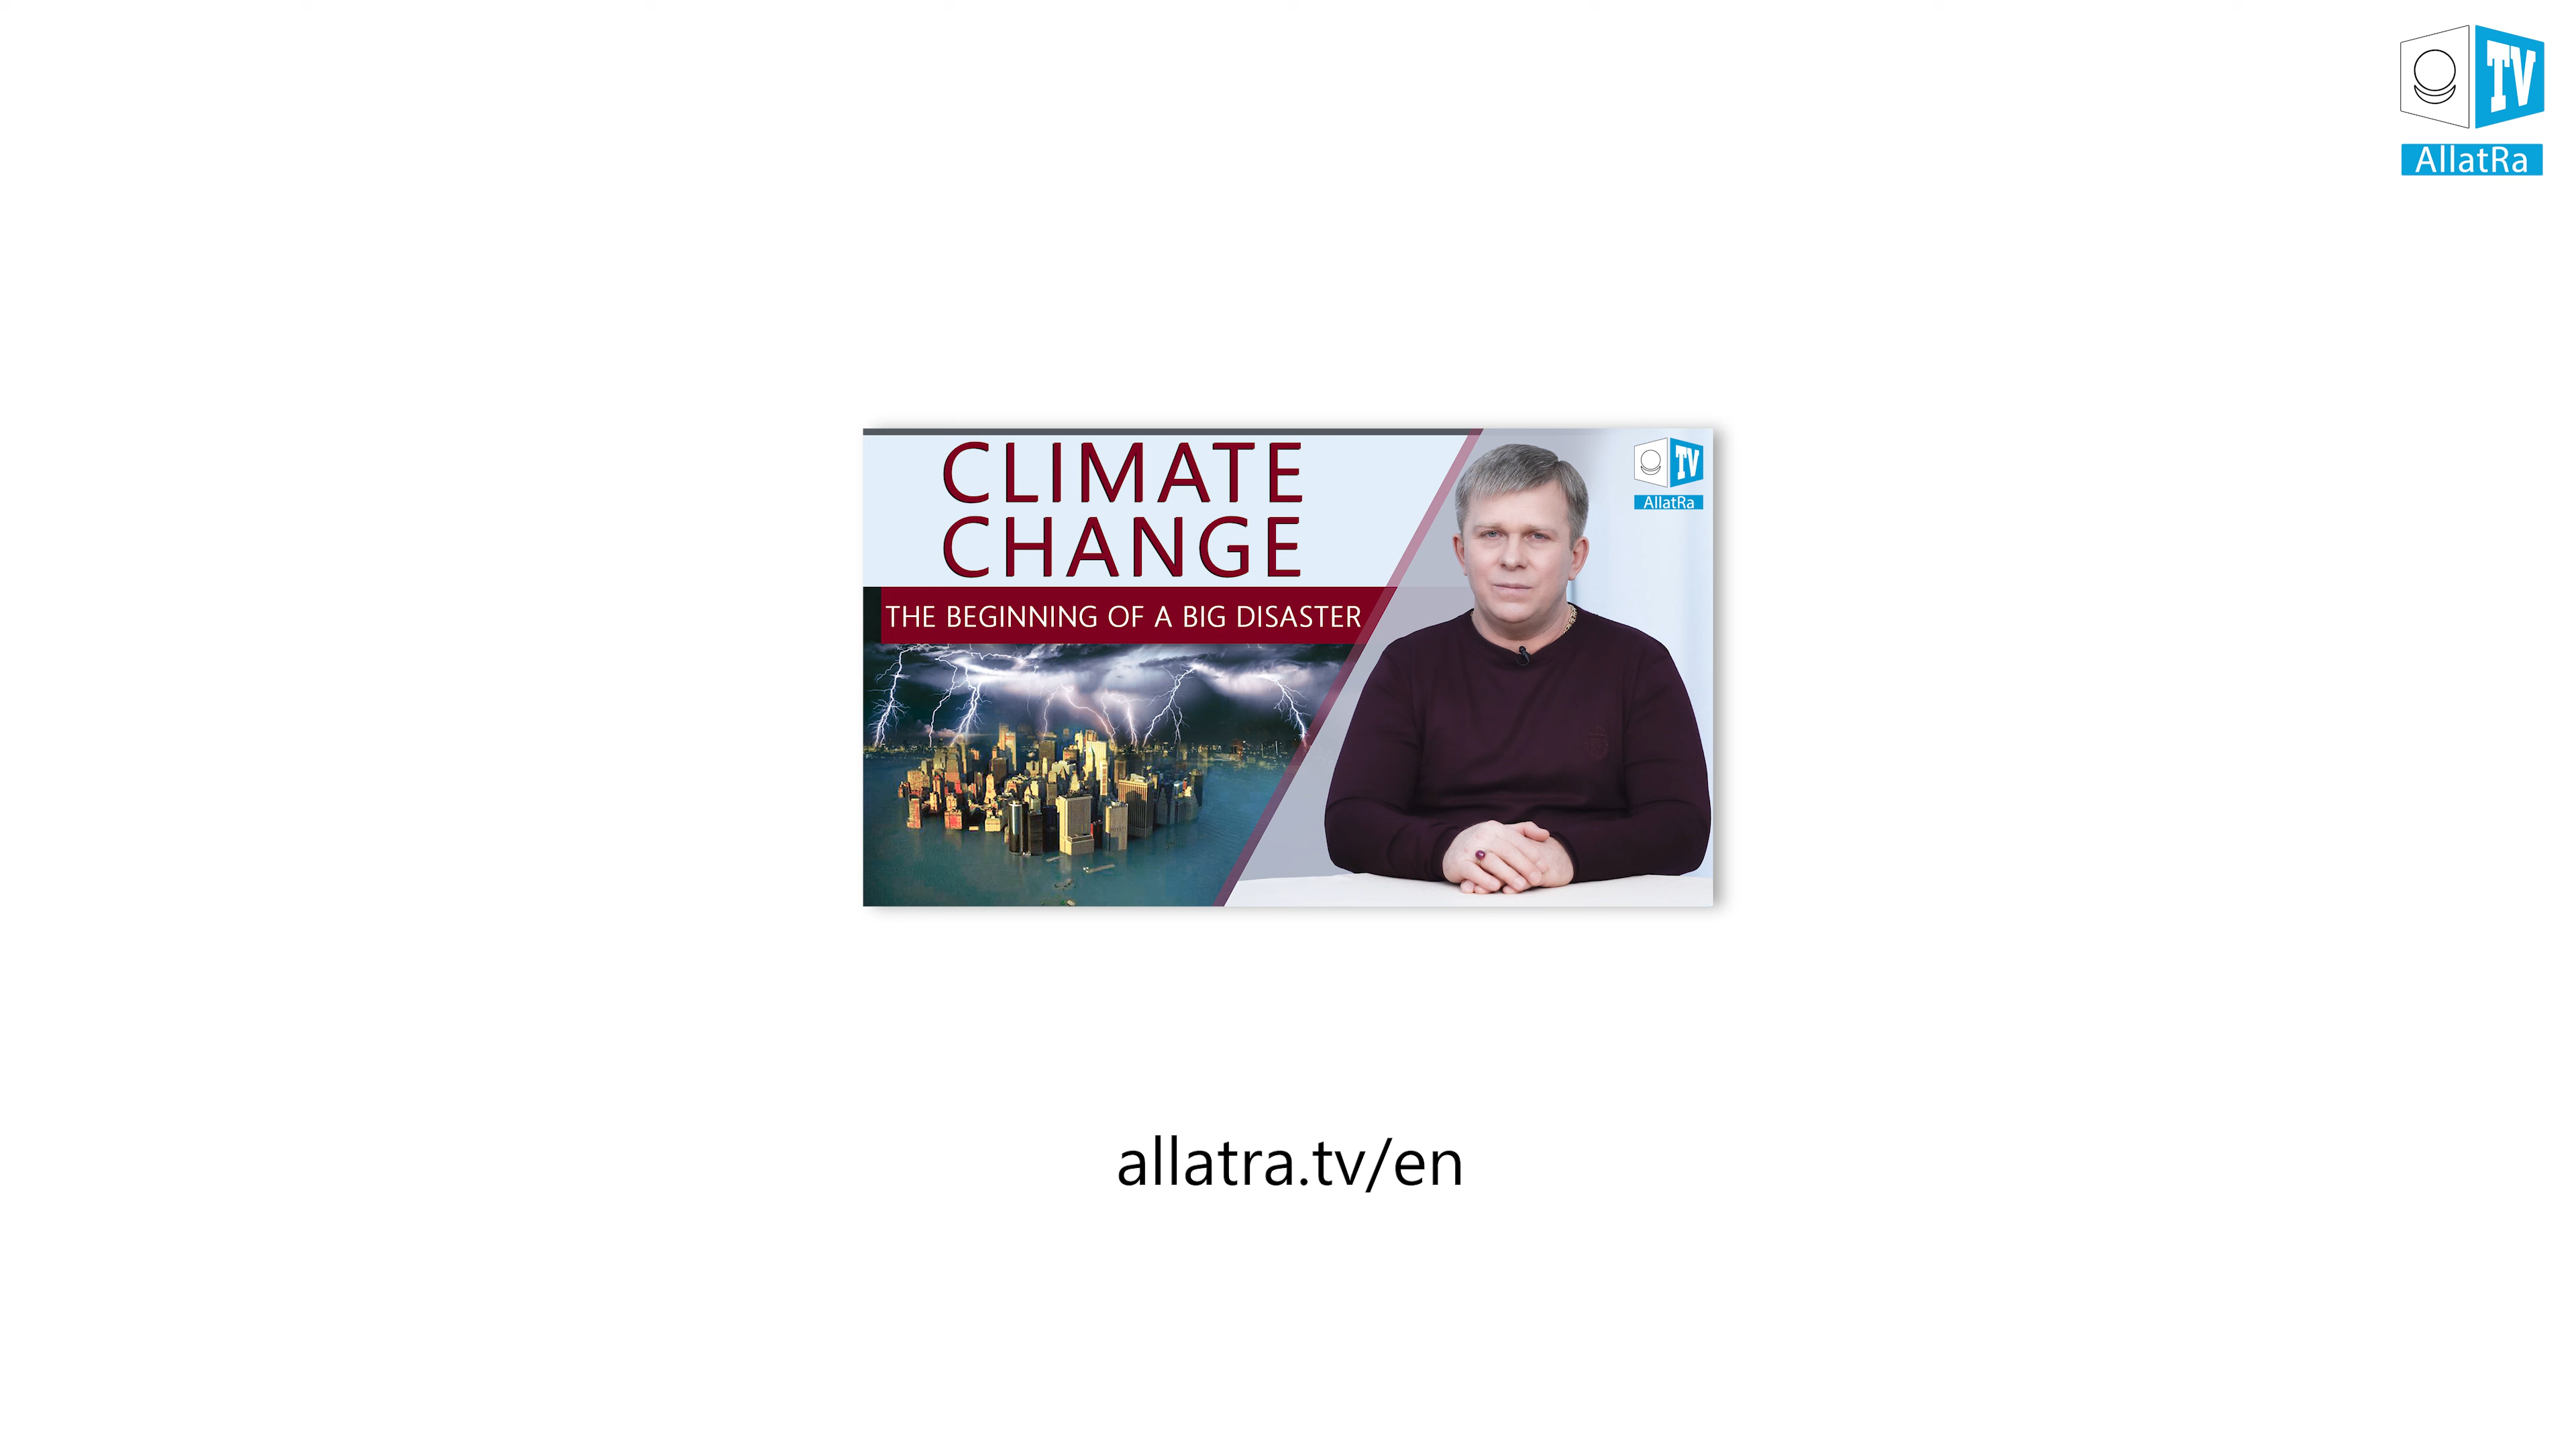 TV
AllatRa
CLIMATE
CHANGE
TV
AllatRa
THE BEGINNING OF A BIG DISASTER
allatra.tv/en